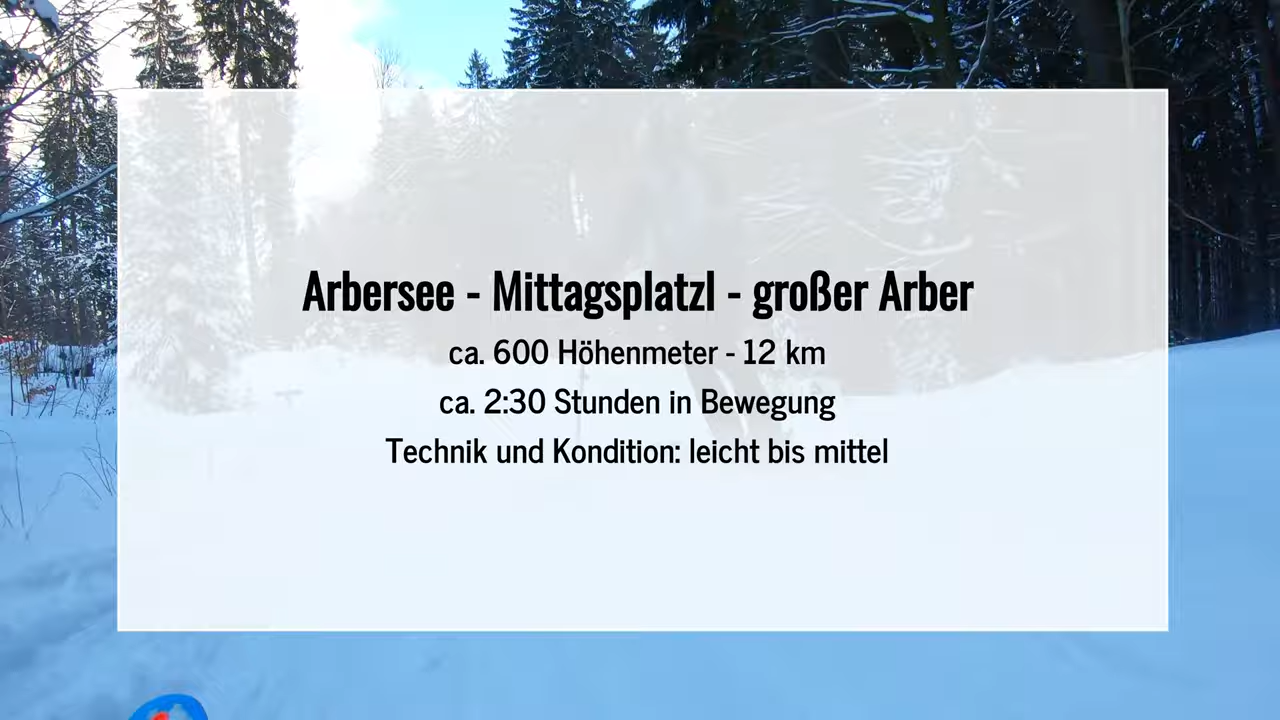 Arbersee - Mittagsplatzl - großer Arber
ca. 600 Höhenmeter - 12 km
ca. 2:30 Stunden in Bewegung
Technik und Kondition: leicht bis mittel